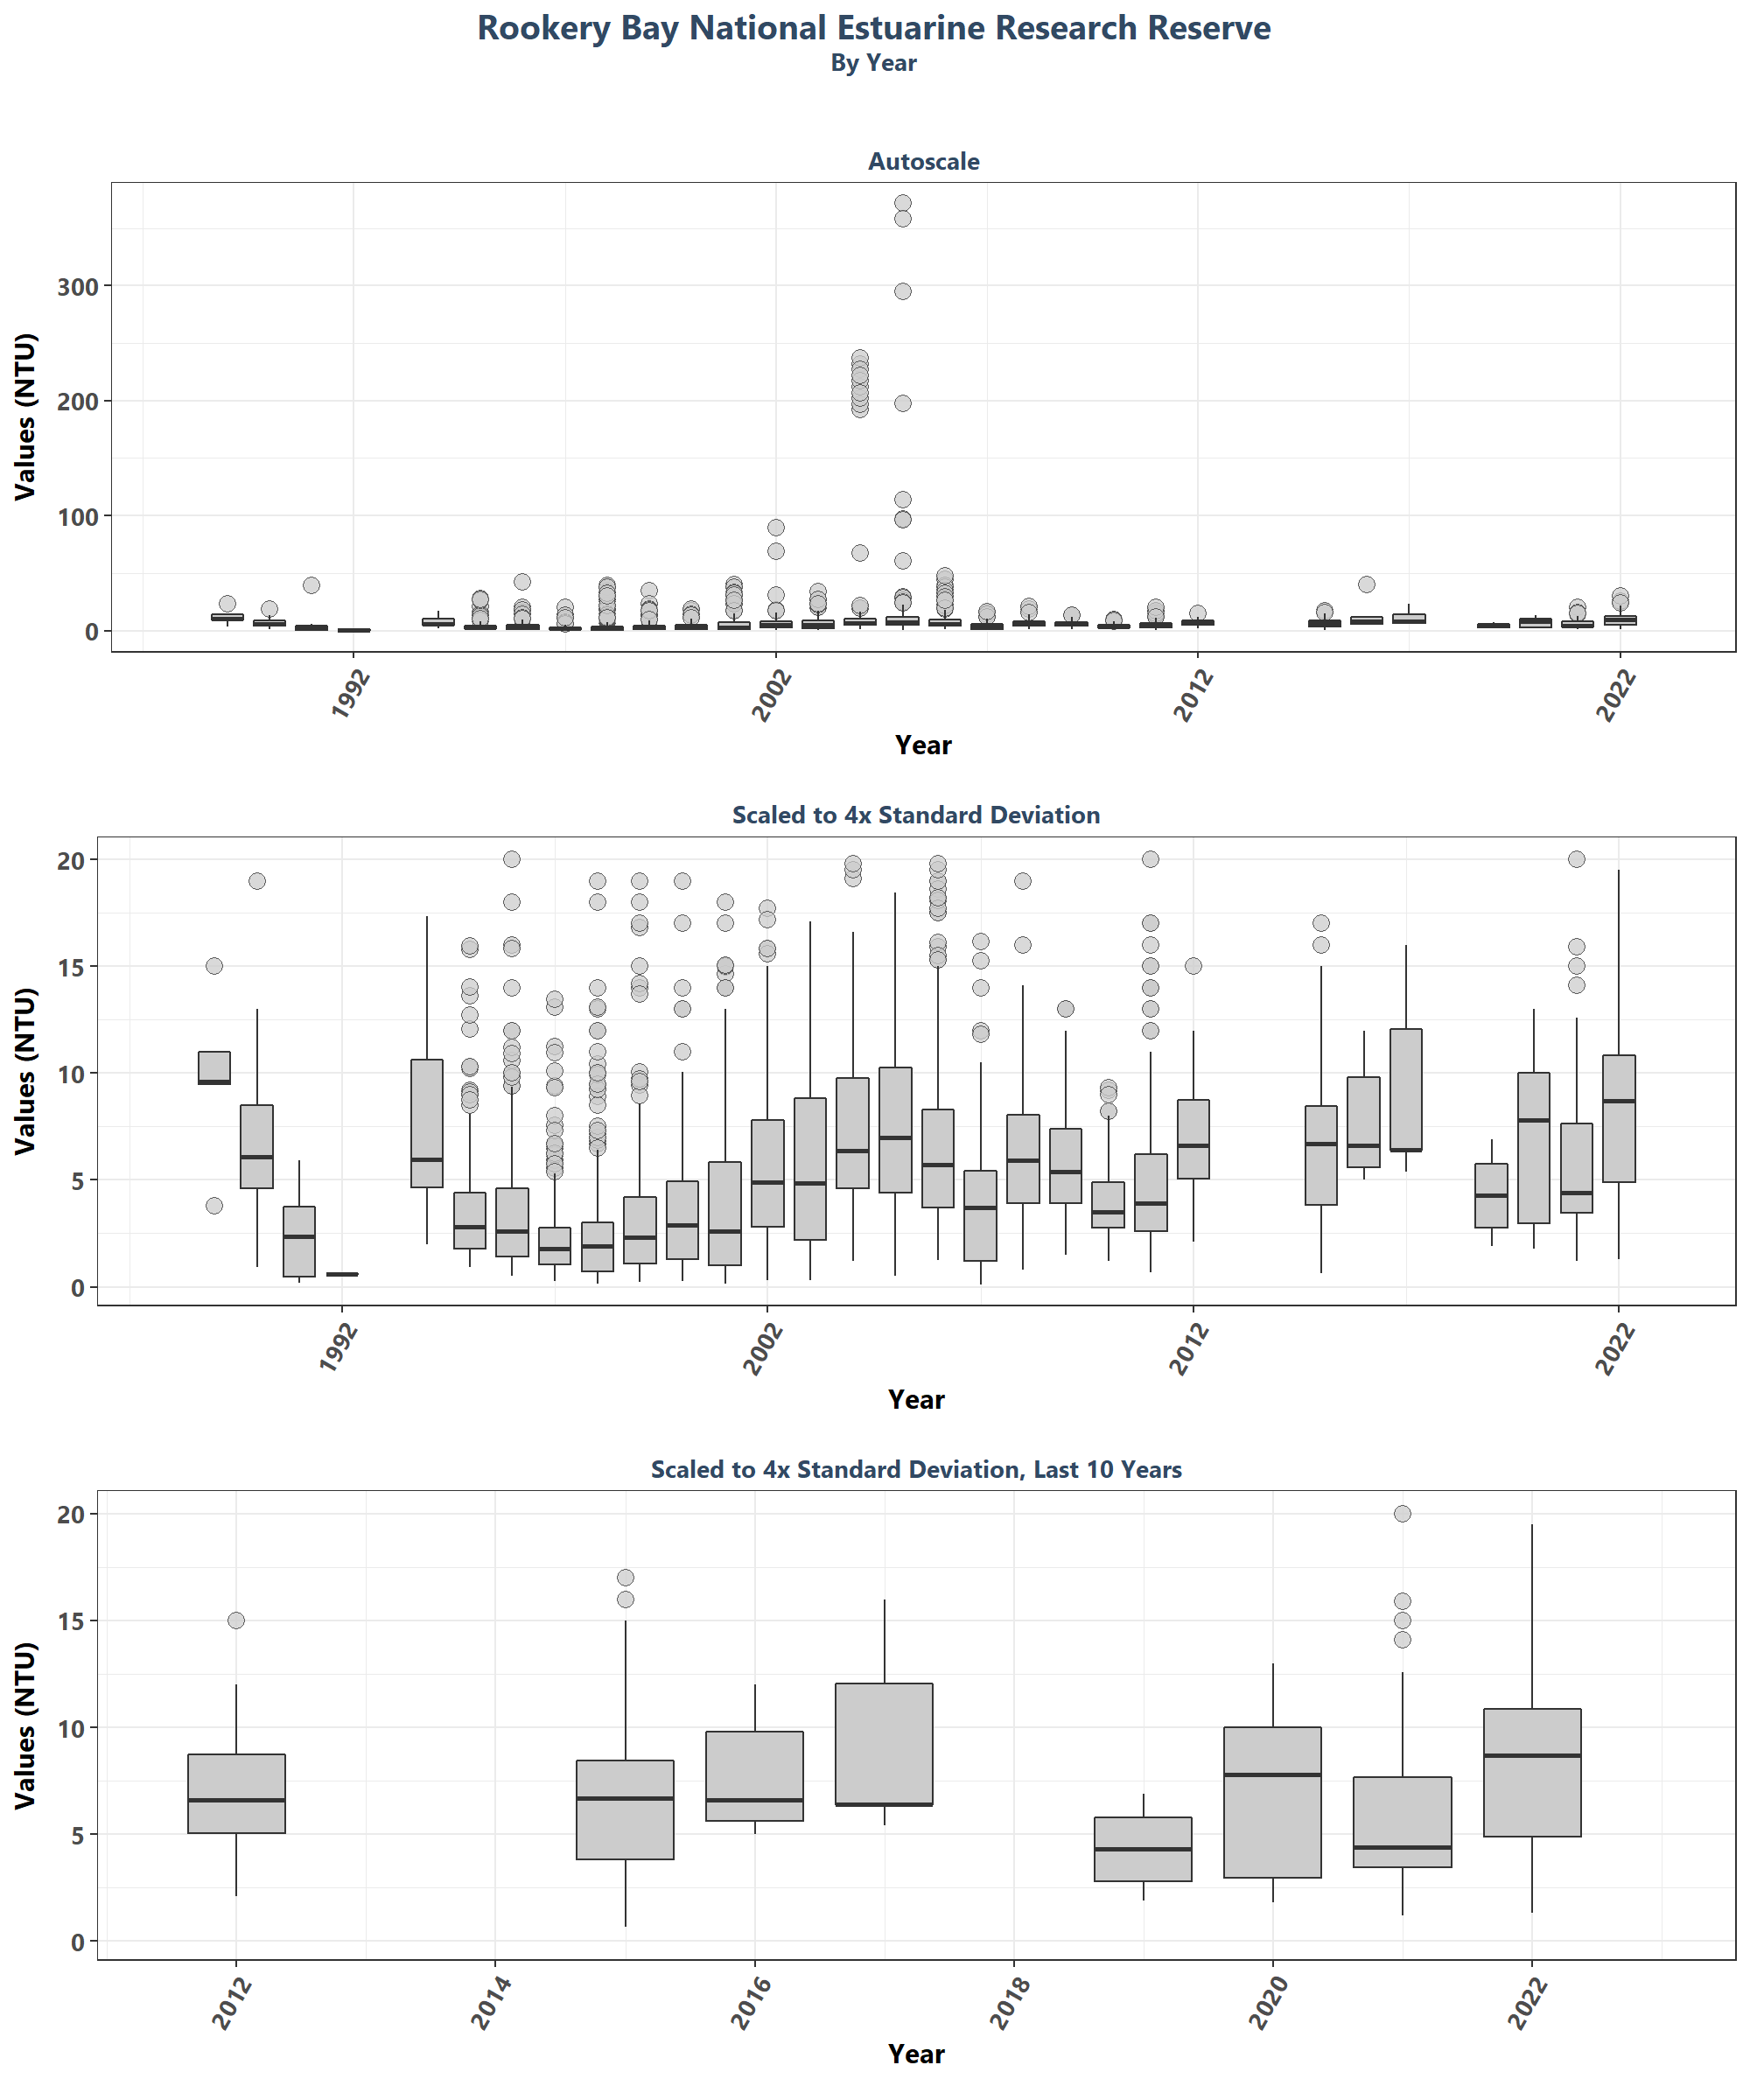 Rookery Bay National Estuarine Research Reserve
By Year
Autoscale
Values (NTU)
300
200
100
0
1992
2002
2012
2022
Year
Scaled to 4x Standard Deviation
Values (NTU)
20
15
10
5
0
1992
2002
2012
2022
Year
Scaled to 4x Standard Deviation, Last 10 Years
Values (NTU)
20
15
10
5
0
2012
2014
2016
2018
2020
2022
Year